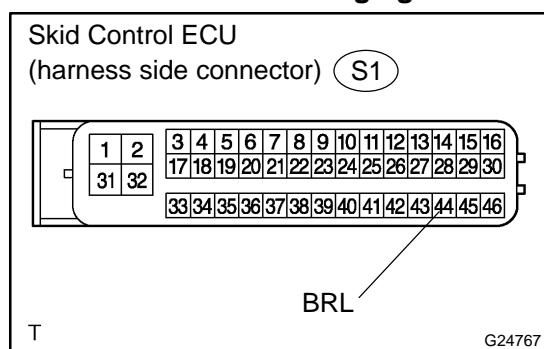 Skid Control ECU
(harness side connector) S1
1 2 3 4 5 6 7 8 9 10 11 12 13 14 15 16
17 18 19 20 21 22 23 24 25 26 27 28 29 30
31 32
33 34 35 36 37 38 39 40 41 42 43 44 45 46
BRL
T
G24767